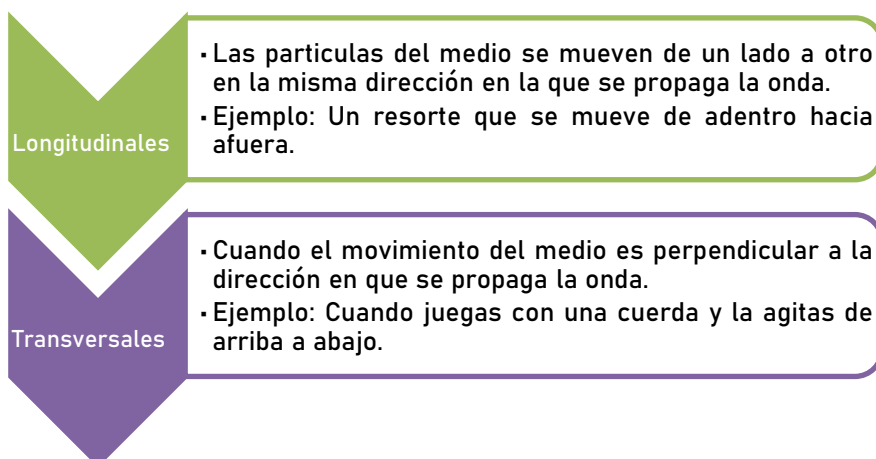 Longitudinales
▪ Las particulas del medio se mueven de un lado a otro
en la misma dirección en la que se propaga la onda.
▪ Ejemplo: Un resorte que se mueve de adentro hacia
afuera.
Transversales
▪ Cuando el movimiento del medio es perpendicular a la
dirección en que se propaga la onda.
▪ Ejemplo: Cuando juegas con una cuerda y la agitas de
arriba a abajo.